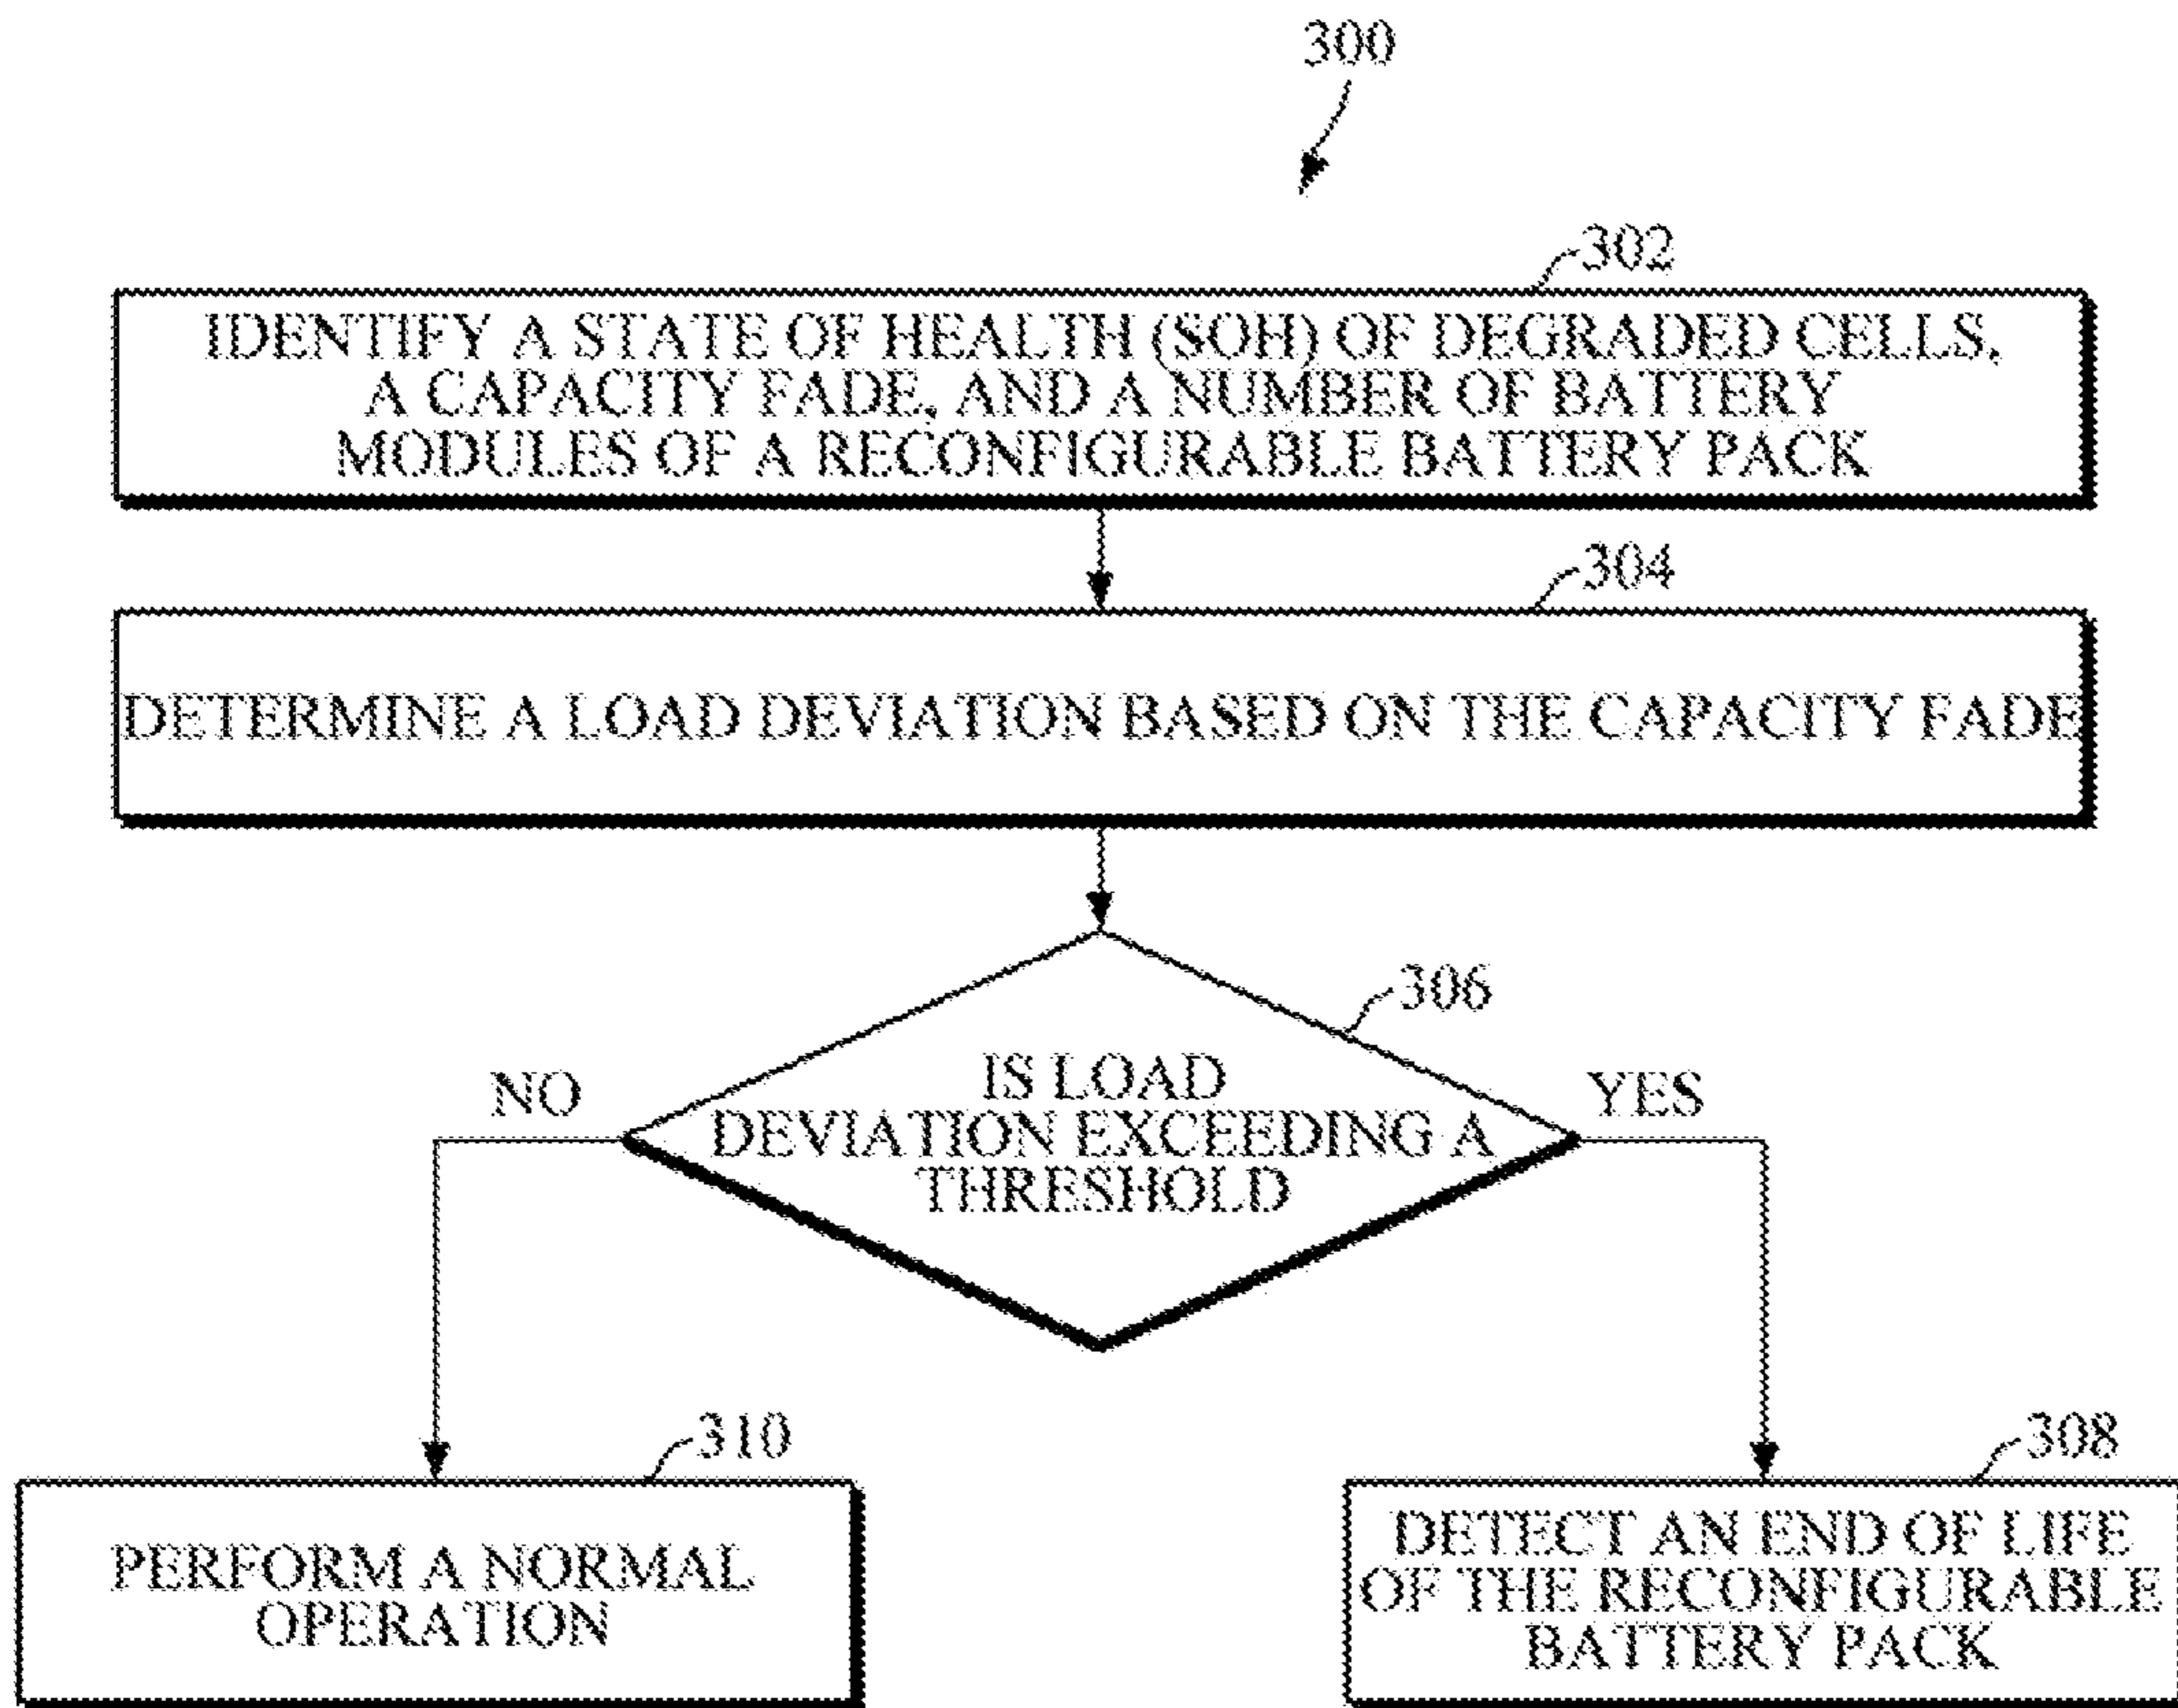 300
302
IDENTIFY A STATE OF HEALTH (SOH) OF DEGRADED CELLS,
A CAPACITY FADE, AND A NUMBER OF BATTERY
MODULES OF A RECONFIGURABLE BATTERY PACK
304
DETERMINE A LOAD DEVIATION BASED ON THE CAPACITY FADE
306
IS LOAD
DEVIATION EXCEEDING A
THRESHOLD
NO
YES
310
PERFORM A NORMAL
OPERATION
308
DETECT AN END OF LIFE
OF THE RECONFIGURABLE
BATTERY PACK